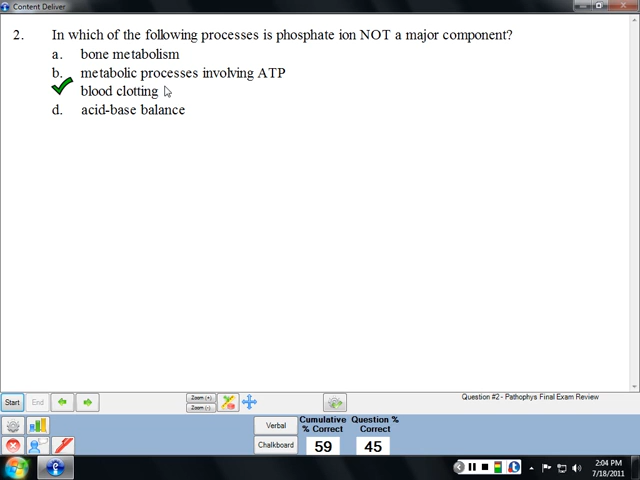 Content Deliver
2. In which of the following processes is phosphate ion NOT a major component?
a. bone metabolism
b. metabolic processes involving ATP
blood clotting
d. acid-base balance
Start End Zoom (+) Zoom (-) Question #2 - Pathophys Final Exam Review
Verbal Cumulative % Correct Question % Correct
Chalkboard 59 45
2:04 PM
7/18/2011